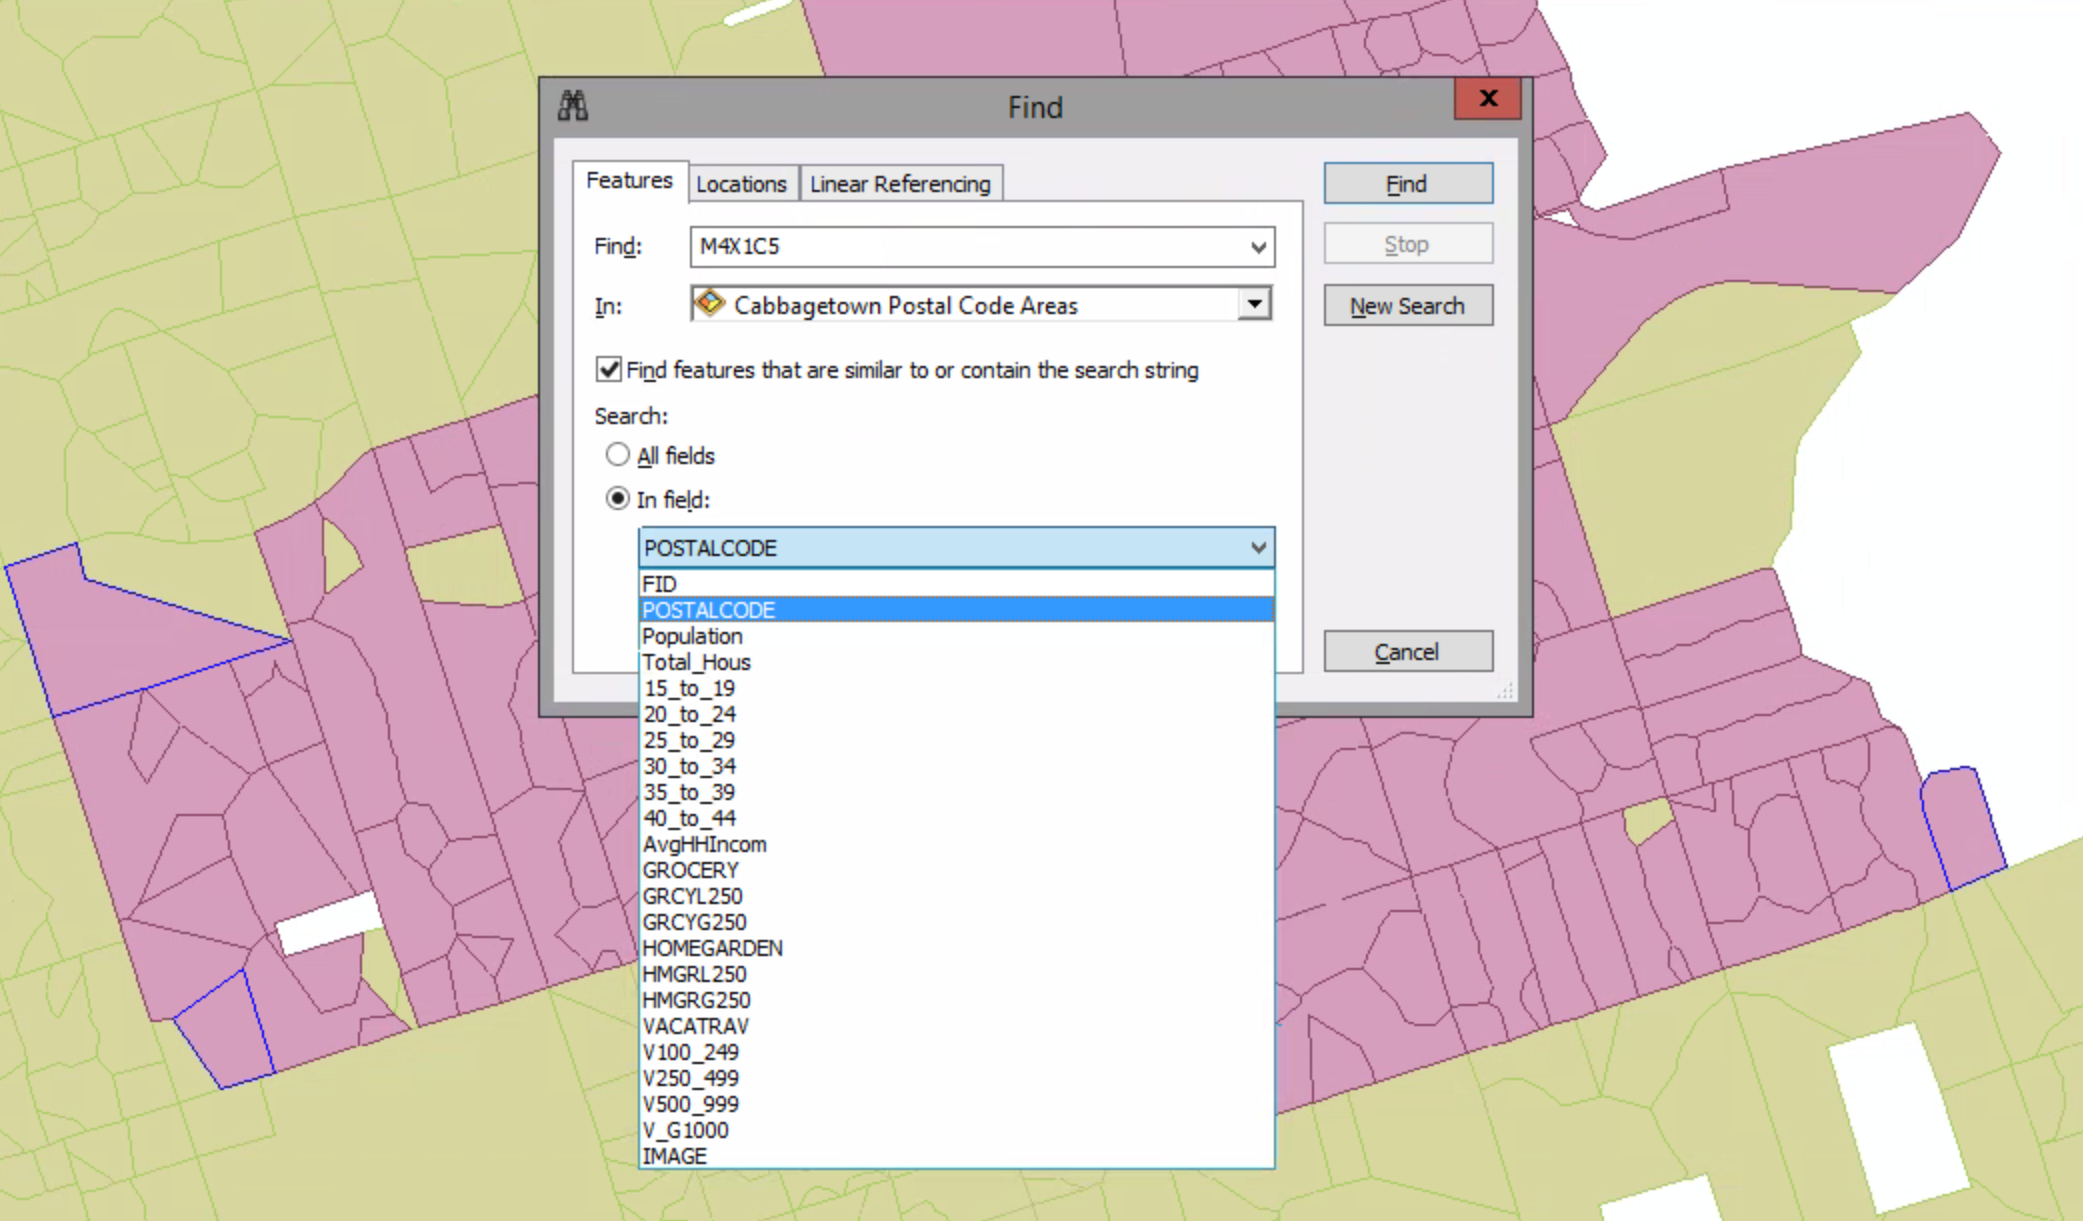 Find
X
Features Locations Linear Referencing
Find
Find: M4X1C5
Stop
In: Cabbagetown Postal Code Areas
New Search
Find features that are similar to or contain the search string
Search:
All fields
In field:
POSTALCODE
FID
POSTALCODE
Population
Total_Hous
Cancel
15_to_19
20_to_24
25_to_29
30_to_34
35_to_39
40_to_44
AvgHHIncom
GROCERY
GRCYL250
GRCYG250
HOMEGARDEN
HMGRL250
HMGRG250
VACATRAV
V100_249
V250_499
V500_999
V_G1000
IMAGE